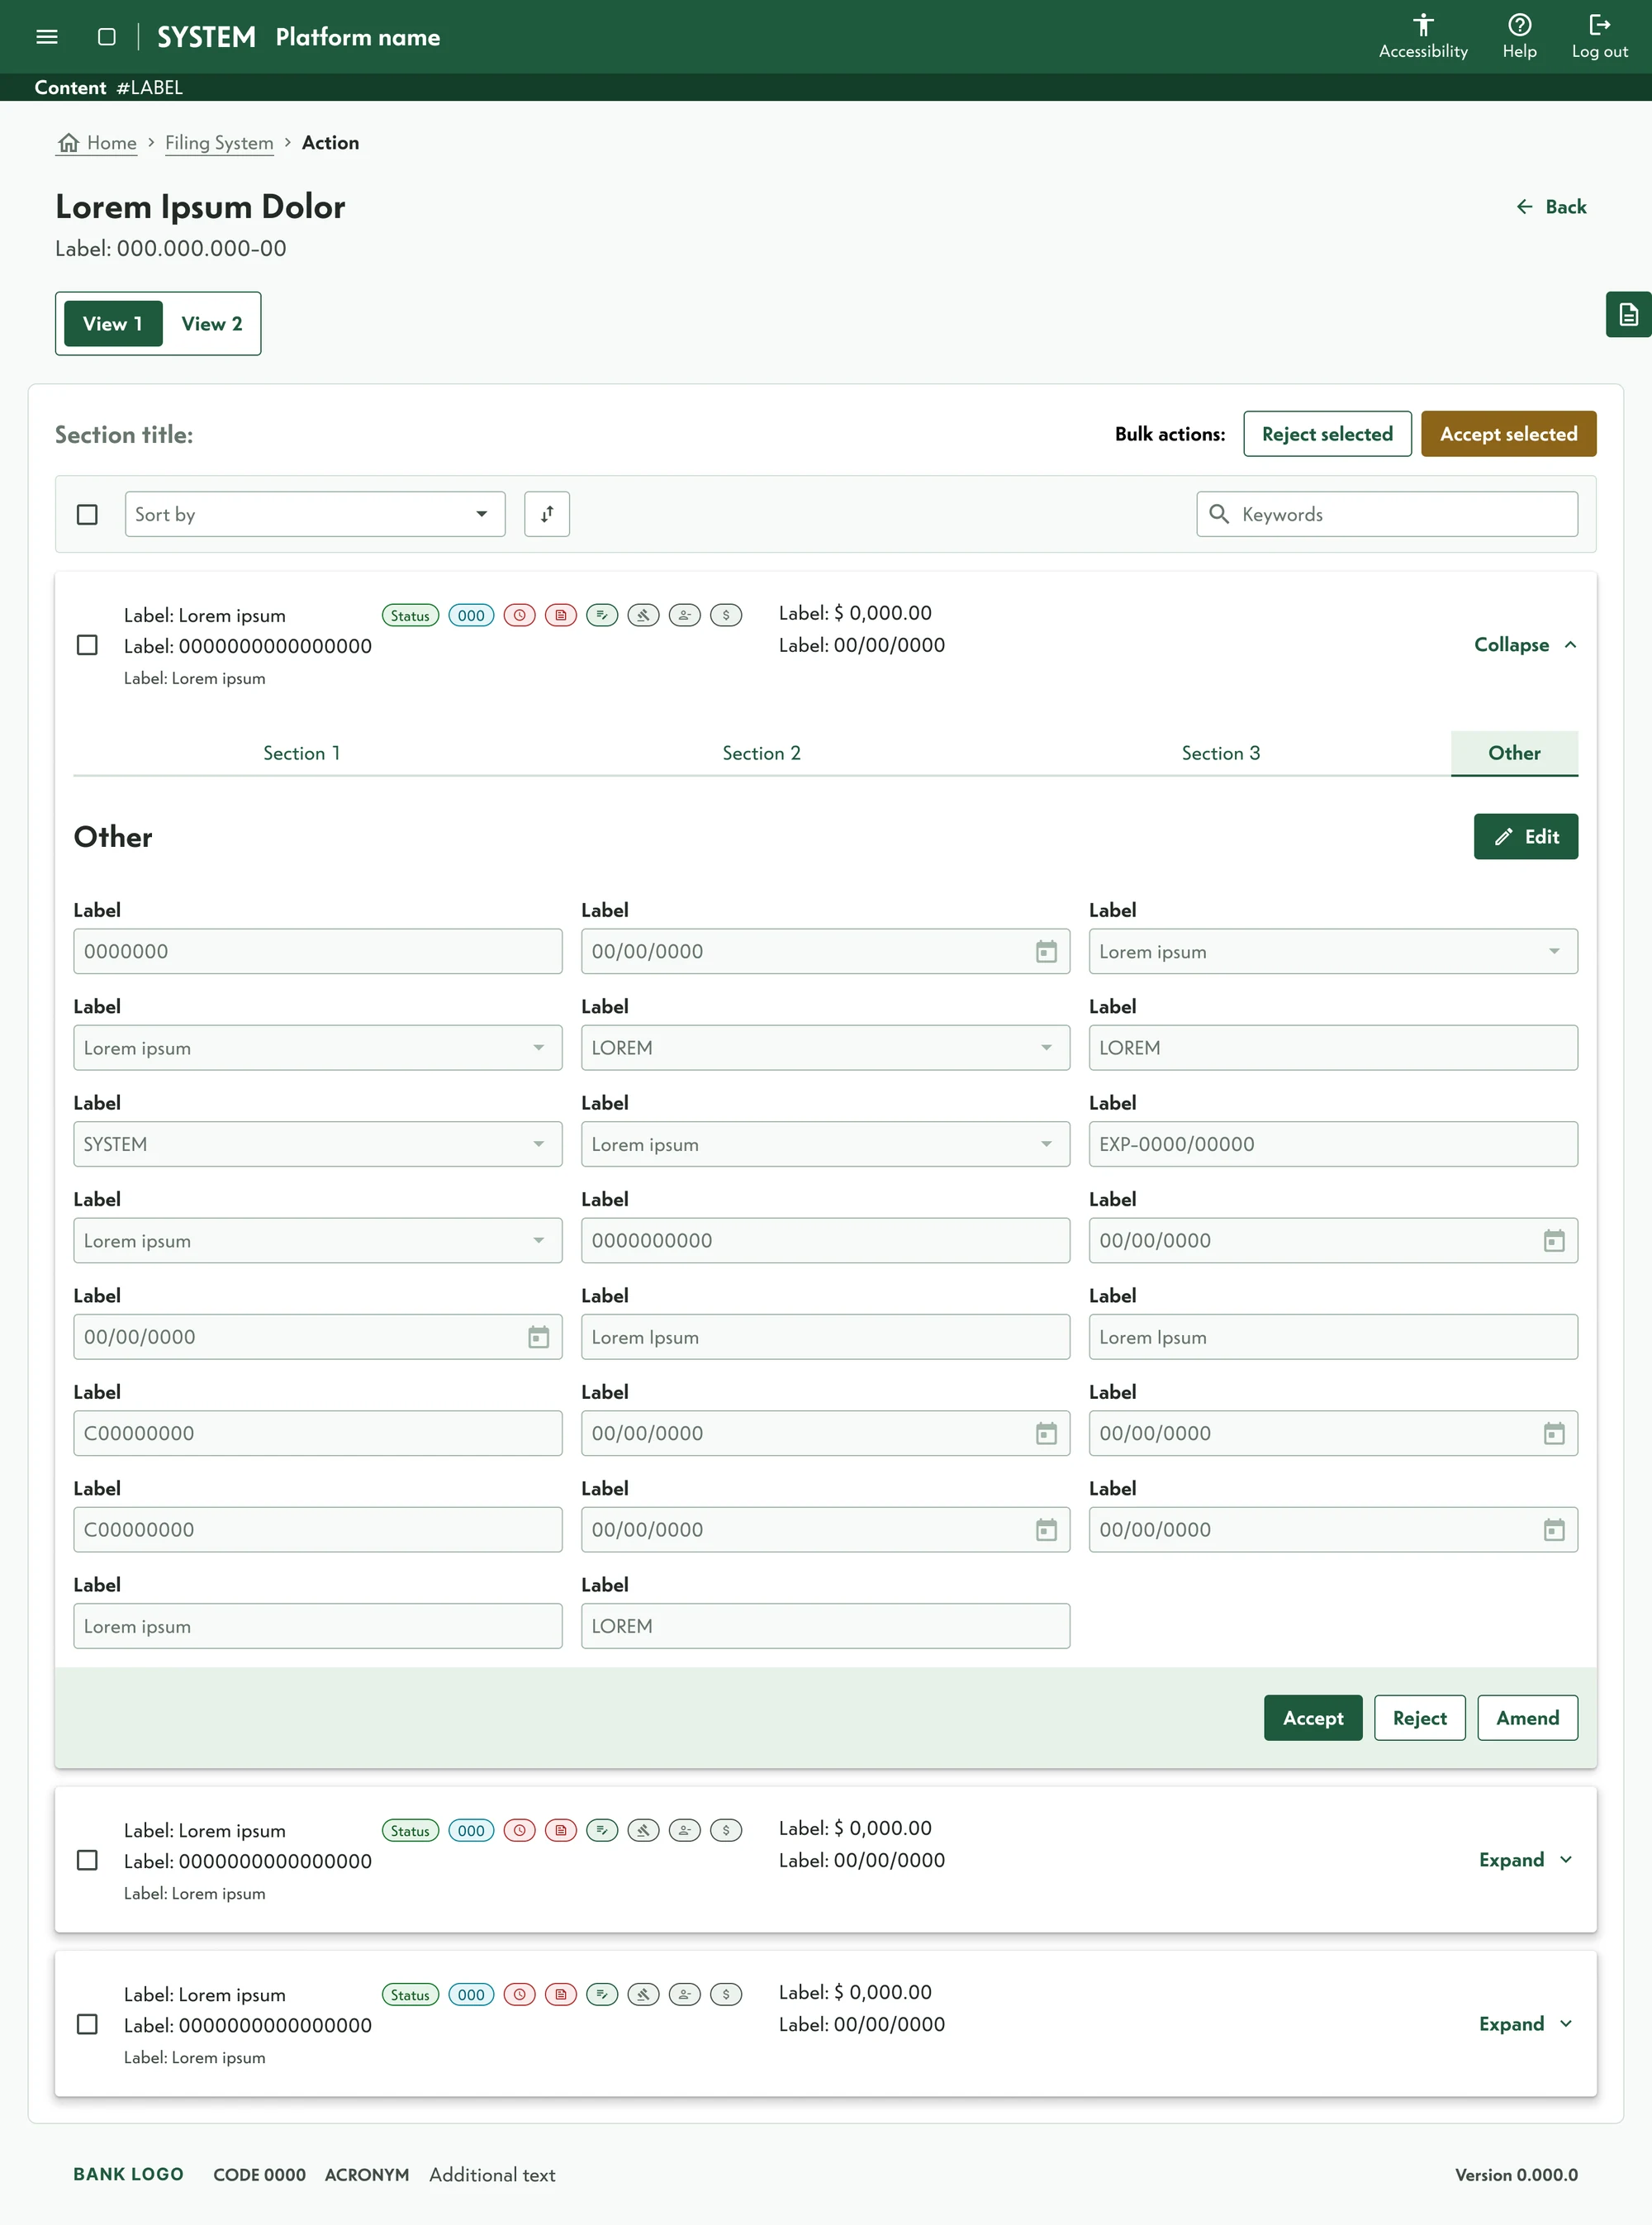 SYSTEM Platform name
Accessibility Help Log out
Content #LABEL
Home > Filing System > Action
Lorem Ipsum Dolor
Back
Label: 000.000.000-00
View 1 View 2
Section title:
Bulk actions: Reject selected Accept selected
Sort by
Keywords
Label: Lorem ipsum Status 000 $ Label: $ 0,000.00
Label: 0000000000000000 Label: 00/00/0000
Label: Lorem ipsum
Collapse
Section 1 Section 2 Section 3 Other
Other
Edit
Label Label Label
0000000 00/00/0000 Lorem ipsum
Label Label Label
Lorem ipsum LOREM LOREM
Label Label Label
SYSTEM Lorem ipsum EXP-0000/00000
Label Label Label
Lorem ipsum 0000000000 00/00/0000
Label Label Label
00/00/0000 Lorem Ipsum Lorem Ipsum
Label Label Label
C00000000 00/00/0000 00/00/0000
Label Label Label
C00000000 00/00/0000 00/00/0000
Label Label
Lorem ipsum LOREM
Accept Reject Amend
Label: Lorem ipsum Status 000 $ Label: $ 0,000.00
Label: 0000000000000000 Label: 00/00/0000
Label: Lorem ipsum
Expand
Label: Lorem ipsum Status 000 $ Label: $ 0,000.00
Label: 0000000000000000 Label: 00/00/0000
Label: Lorem ipsum
Expand
BANK LOGO CODE 0000 ACRONYM Additional text
Version 0.000.0